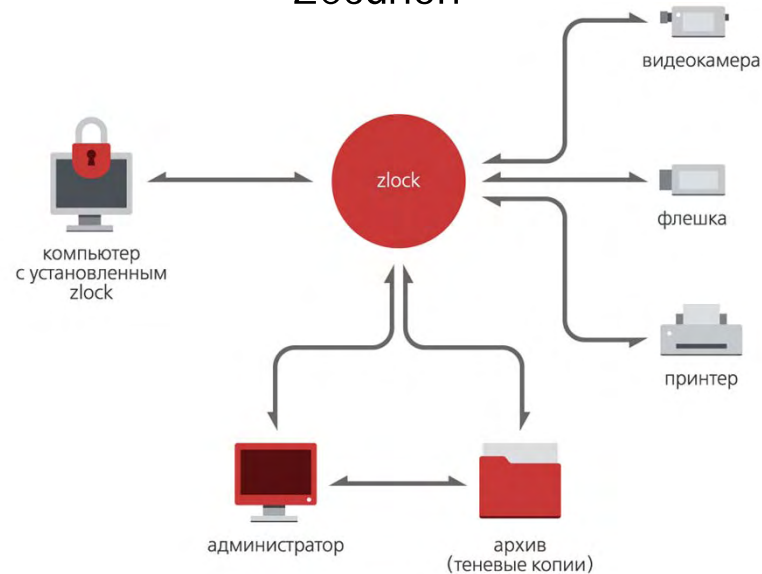 видеокамера
zlock
флешка
компьютер
с установленным
zlock
принтер
администратор
архив
(теневые копии)